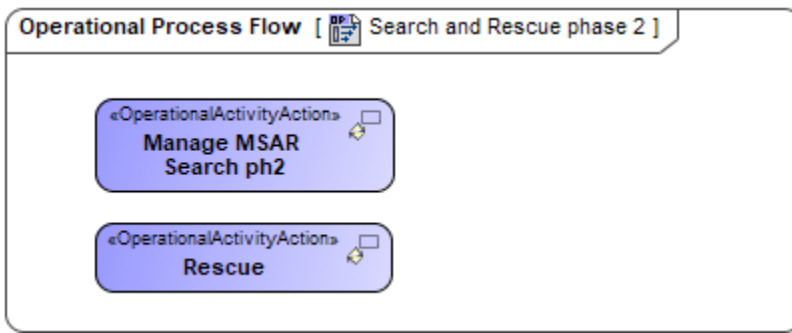 Operational Process Flow [ Search and Rescue phase 2 ]
«OperationalActivityAction»
Manage MSAR
Search ph2
«OperationalActivityAction»
Rescue